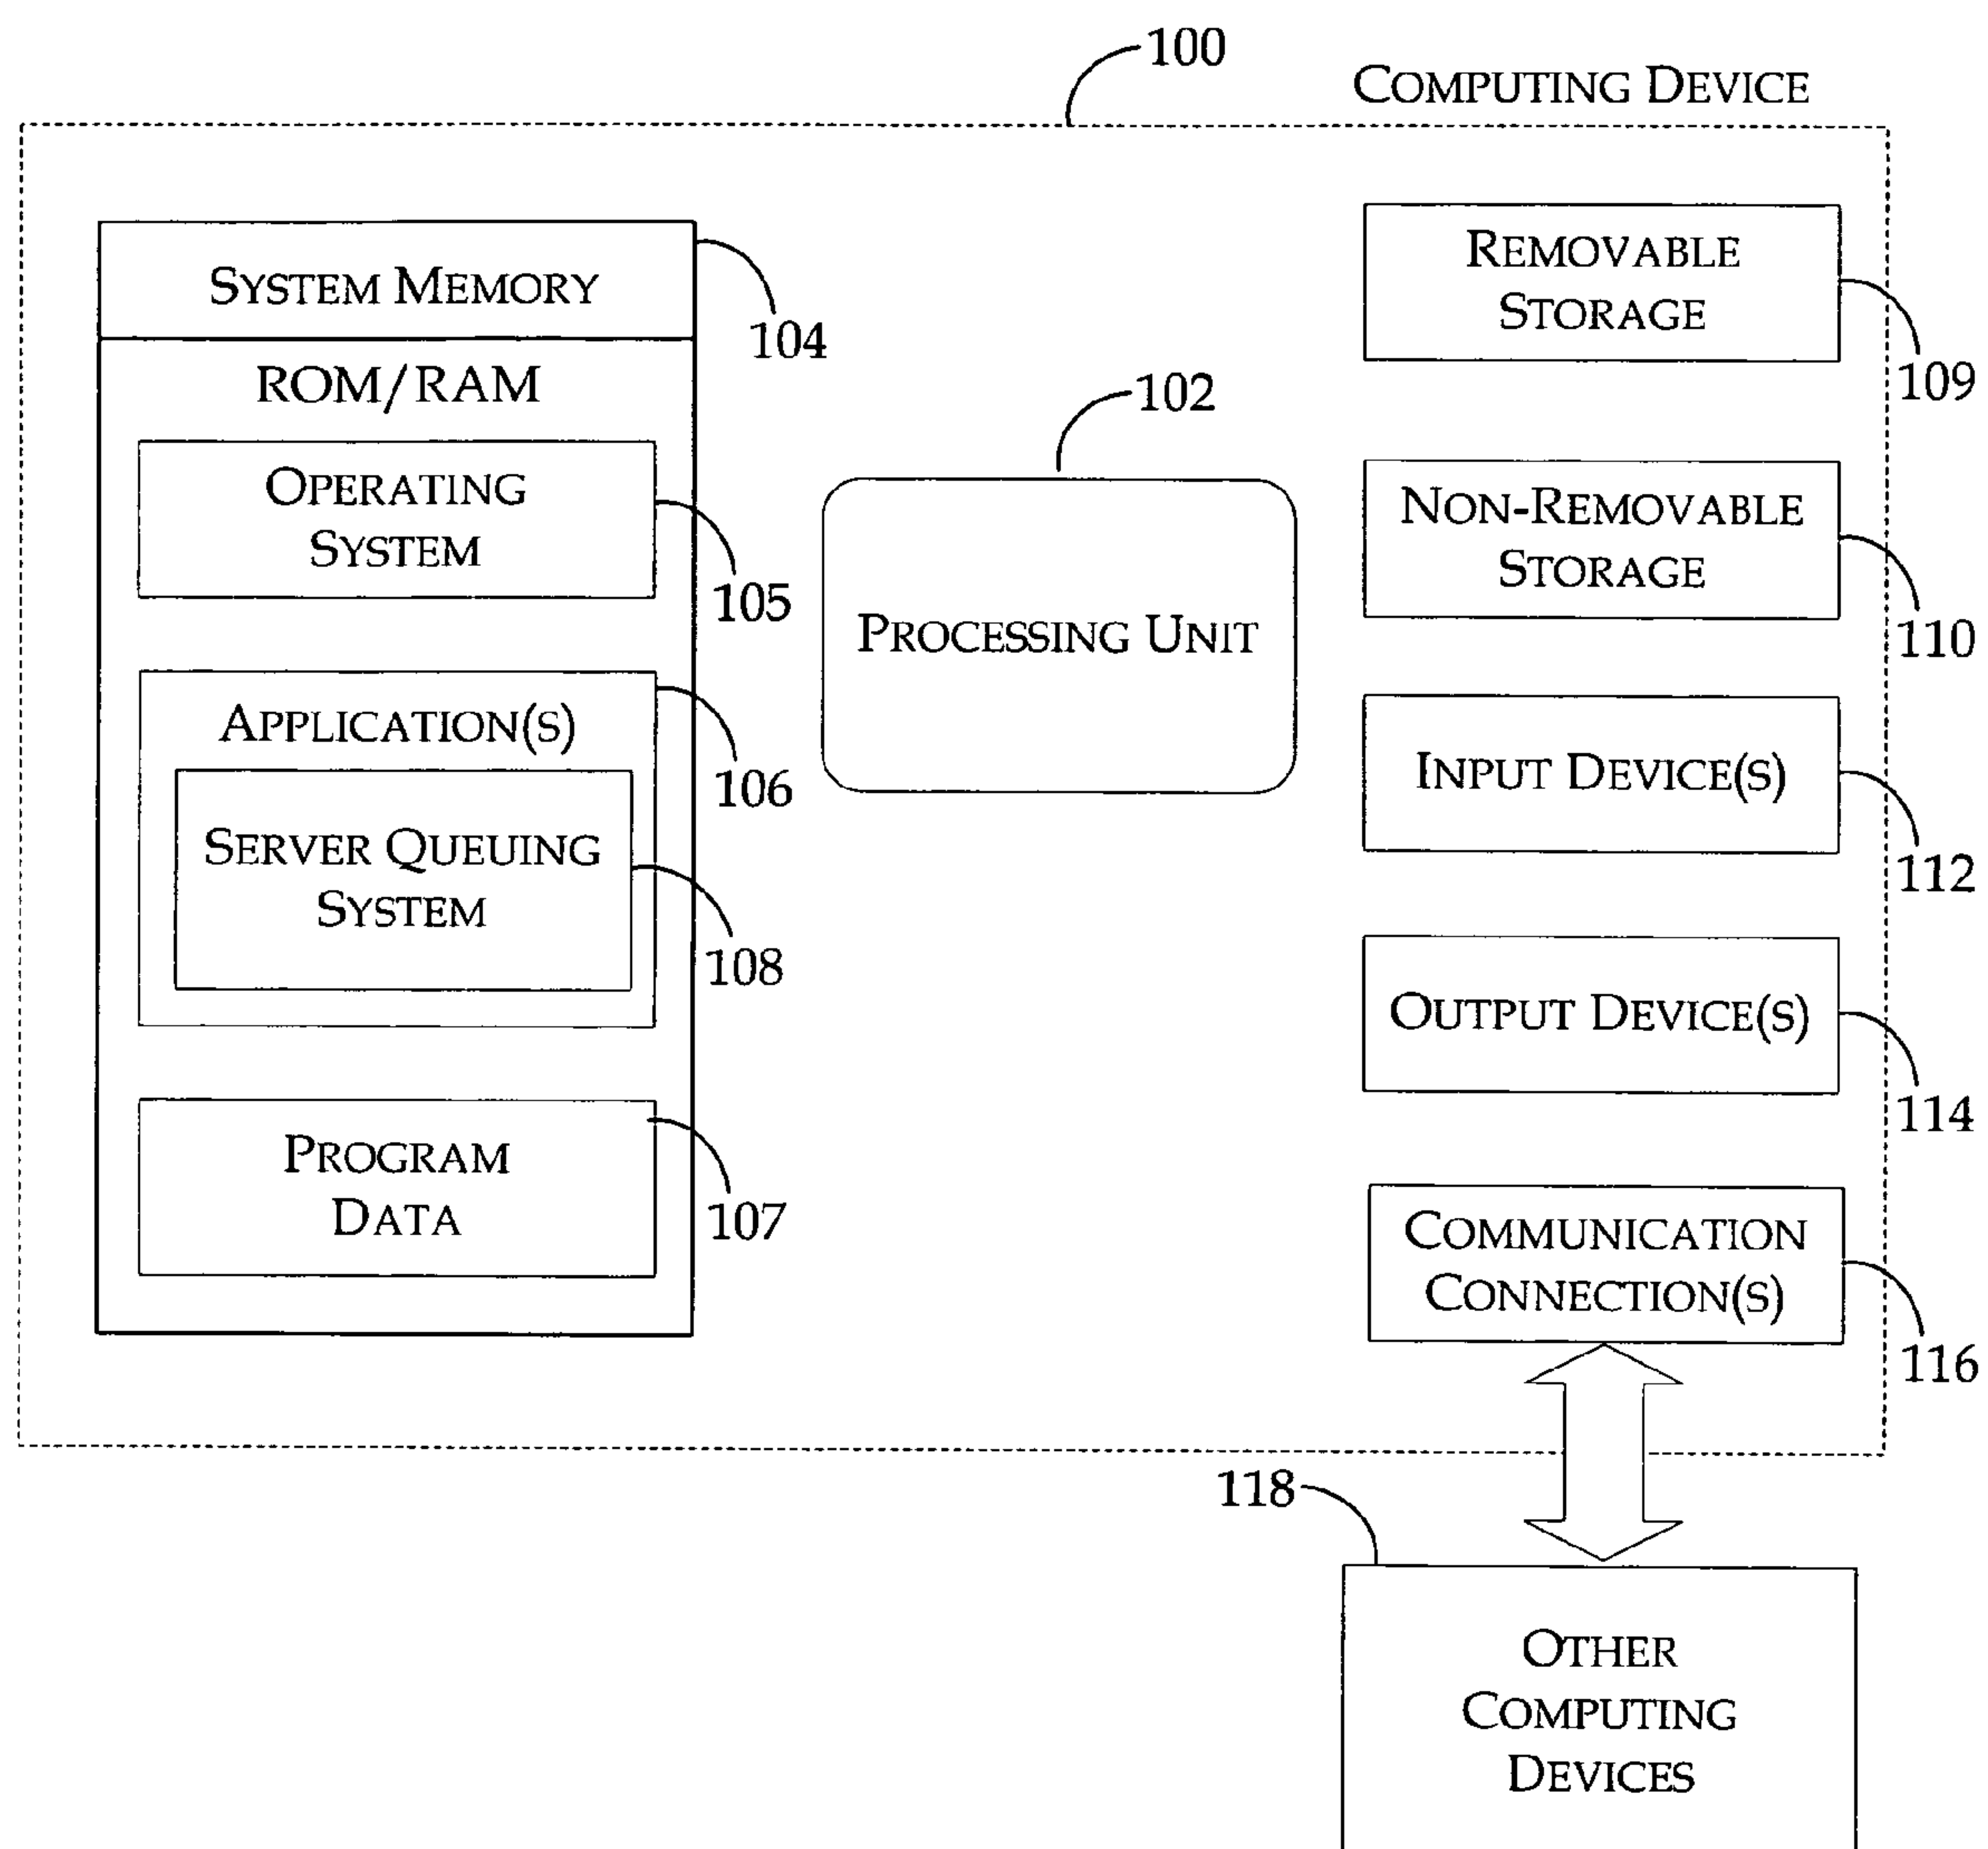 100
COMPUTING DEVICE
SYSTEM MEMORY
104
ROM/RAM
OPERATING
SYSTEM
105
APPLICATION(S)
106
SERVER QUEUING
SYSTEM
108
PROGRAM
DATA
107
102
PROCESSING UNIT
REMOVABLE
STORAGE
109
NON-REMOVABLE
STORAGE
110
INPUT DEVICE(S)
112
OUTPUT DEVICE(S)
114
COMMUNICATION
CONNECTION(S)
116
118
OTHER
COMPUTING
DEVICES